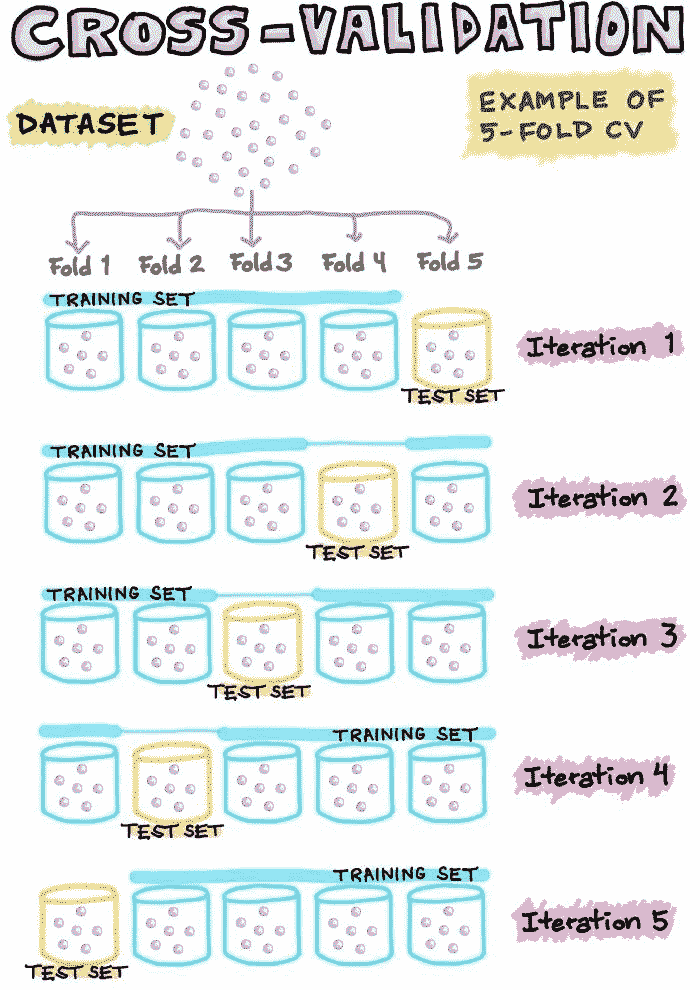 CROSS-VALIDATION
DATASET
EXAMPLE OF
5-FOLD CV
Fold 1 Fold 2 Fold 3 Fold 4 Fold 5
TRAINING SET
Iteration 1
TEST SET
TRAINING SET
Iteration 2
TEST SET
TRAINING SET
Iteration 3
TEST SET
TRAINING SET
Iteration 4
TEST SET
TRAINING SET
Iteration 5
TEST SET